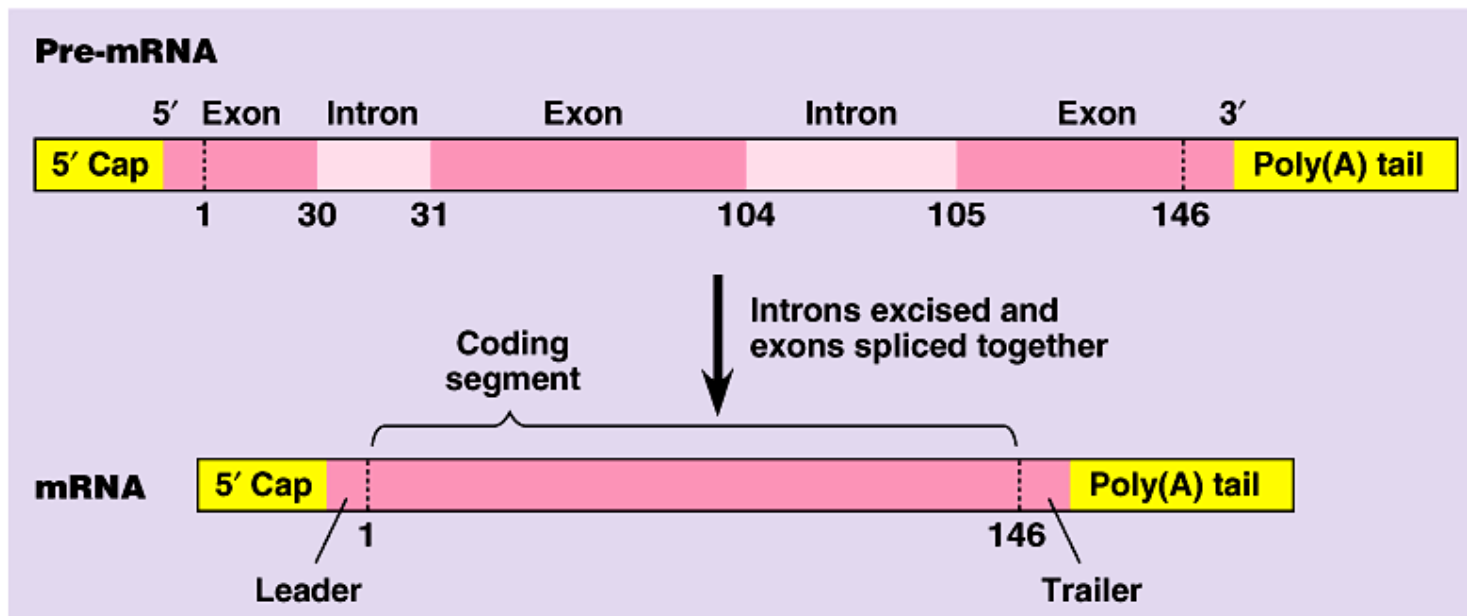 Pre-mRNA
5′ Exon Intron Exon Intron Exon 3′
5′ Cap Poly(A) tail
1 30 31 104 105 146
Introns excised and
exons spliced together
Coding
segment
mRNA
5′ Cap Poly(A) tail
1 146
Leader Trailer